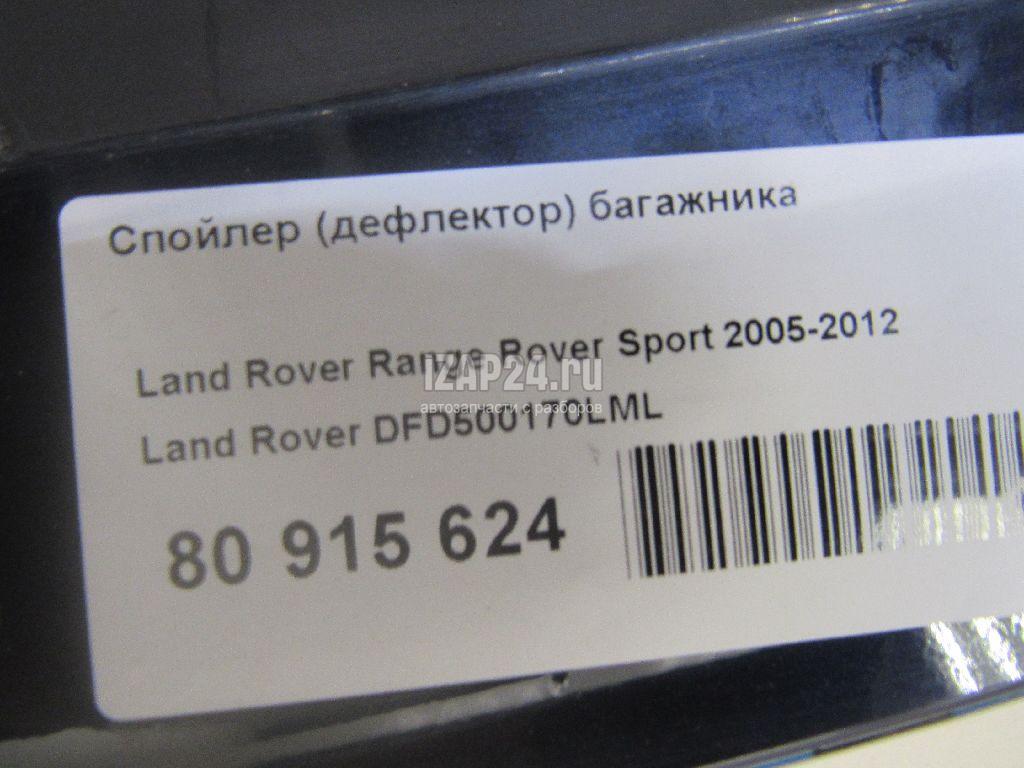 Спойлер (дефлектор) багажника
Land Rover Range Rover Sport 2005-2012
IZAP24.ru
автозапчасти с разборов
Land Rover DFD500170LML
80 915 624